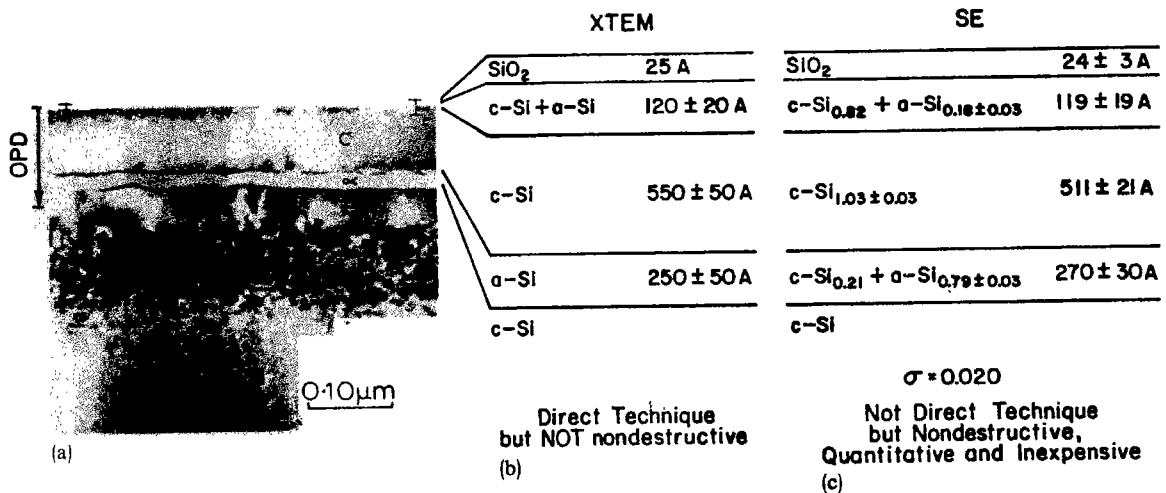 XTEM
SE
OPD
C
α
0·10μm
(a)
SiO₂ 25 A
c-Si + a-Si 120 ± 20 A
c-Si 550 ± 50 A
a-Si 250 ± 50 A
c-Si
Direct Technique
but NOT nondestructive
(b)
SiO₂ 24 ± 3 A
c-Si₀.₈₂ + a-Si₀.₁₈±₀.₀₃ 119 ± 19 A
c-Si₁.₀₃±₀.₀₃ 511 ± 21 A
c-Si₀.₂₁ + a-Si₀.₇₉±₀.₀₃ 270 ± 30 A
c-Si
σ = 0.020
Not Direct Technique
but Nondestructive,
Quantitative and Inexpensive
(c)